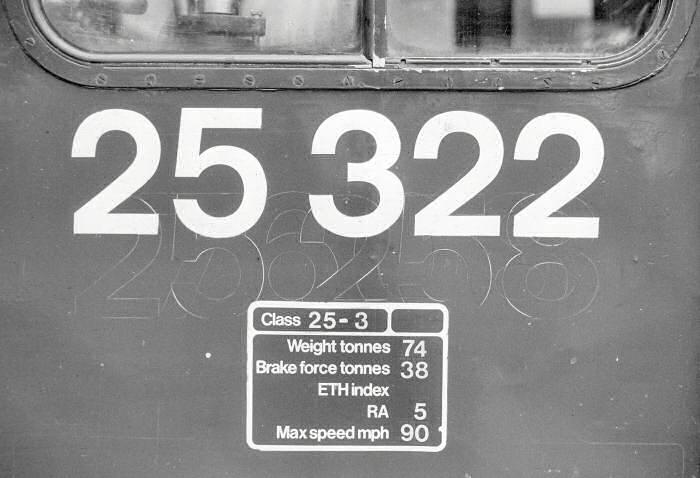 25 322
Class 25-3
Weight tonnes 74
Brake force tonnes 38
ETH index
RA 5
Max speed mph 90